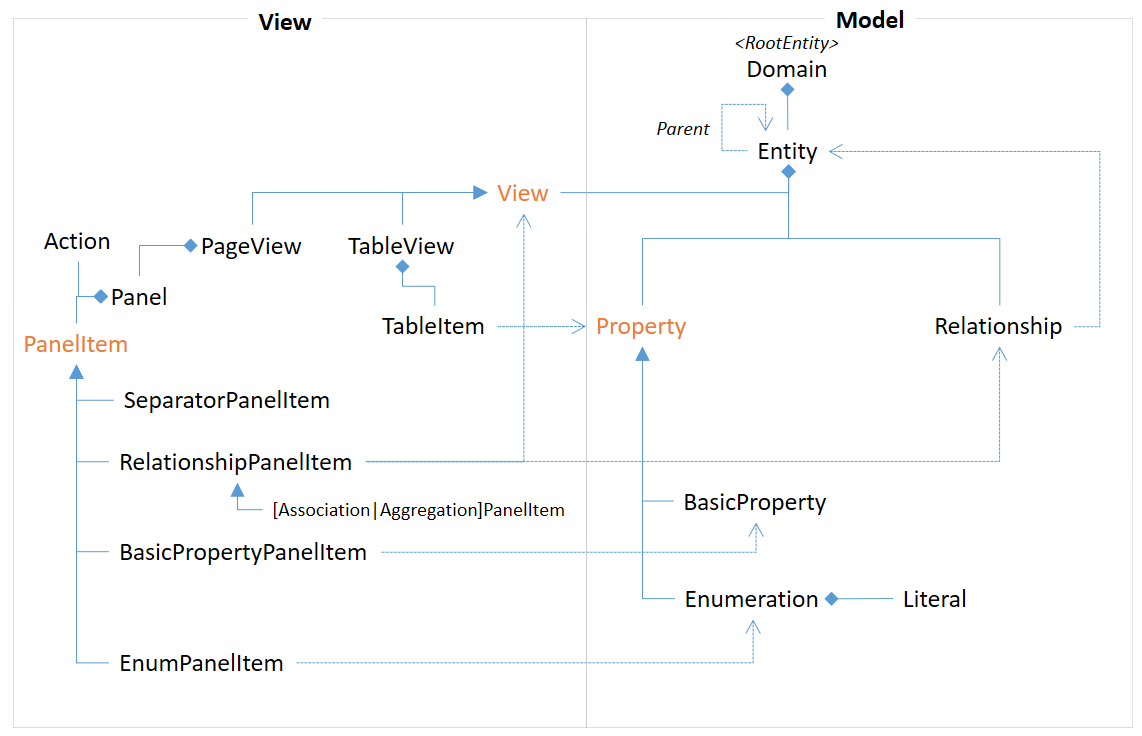 View
Model
<RootEntity>
Domain
Parent
Entity
View
Action
PageView
TableView
Panel
TableItem
Property
Relationship
PanelItem
SeparatorPanelItem
RelationshipPanelItem
[Association|Aggregation]PanelItem
BasicProperty
BasicPropertyPanelItem
Enumeration
Literal
EnumPanelItem